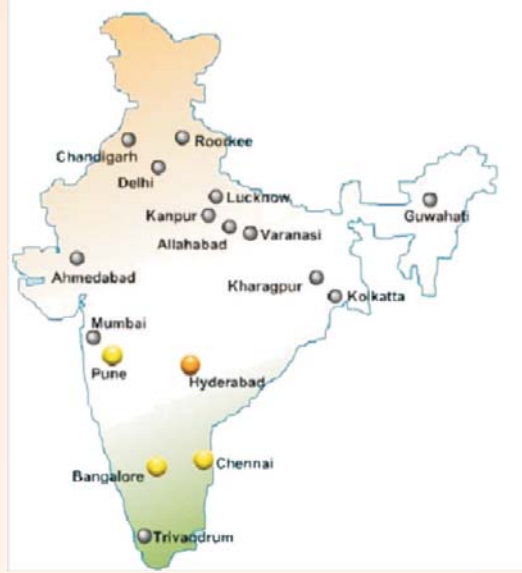 Roorkee
Chandigarh
Delhi
Lucknow
Kanpur
Guwahati
Allahabad
Varanasi
Ahmedabad
Kharagpur
Kolkatta
Mumbai
Pune
Hyderabad
Chennai
Bangalore
Trivandrum